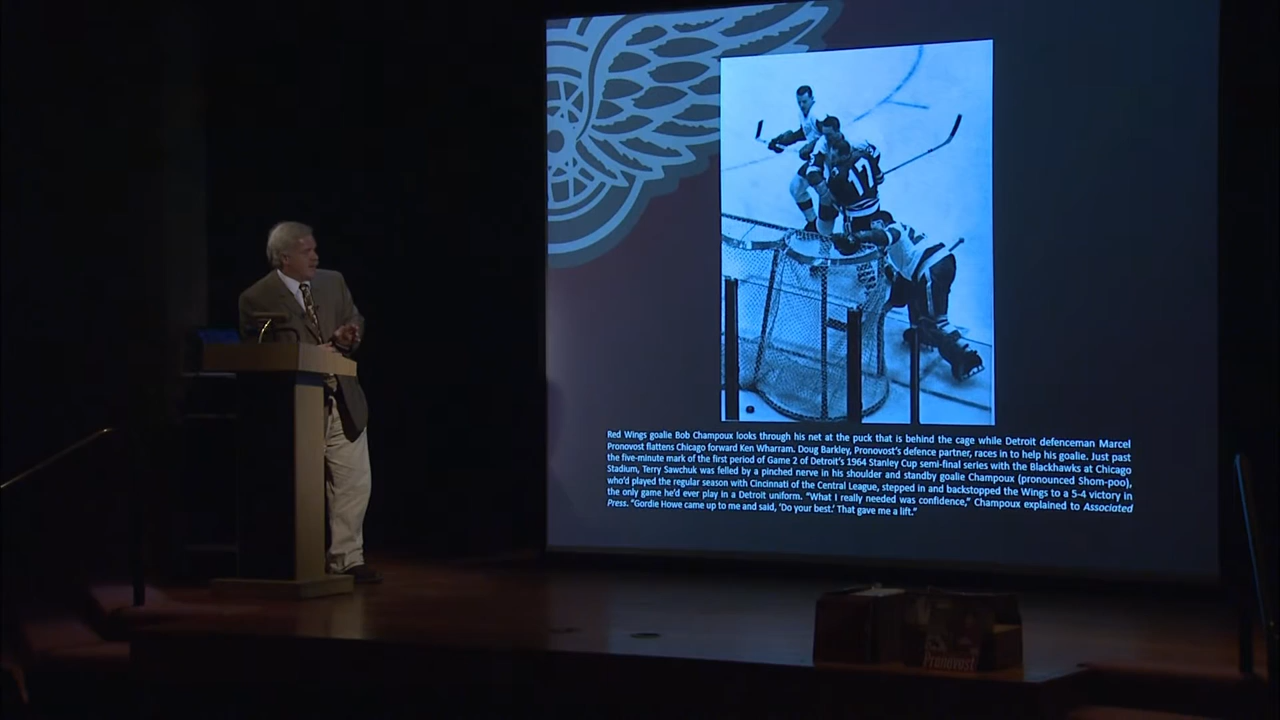 17
Red Wings goalie Bob Champoux looks through his net at the puck that is behind the cage while Detroit defenceman Marcel
Pronovost flattens Chicago forward Ken Wharram. Doug Barkley, Pronovost's defence partner, races in to help his goalie. Just past
the five-minute mark of the first period of Game 2 of Detroit's 1964 Stanley Cup semi-final series with the Blackhawks at Chicago
Stadium, Terry Sawchuk was felled by a pinched nerve in his shoulder and standby goalie Champoux (pronounced Shom-poo),
who'd played the regular season with Cincinnati of the Central League, stepped in and backstopped the Wings to a 5-4 victory in
the only game he'd ever play in a Detroit uniform. "What I really needed was confidence," Champoux explained to Associated
Press. "Gordie Howe came up to me and said, 'Do your best.' That gave me a lift."
Pronovost